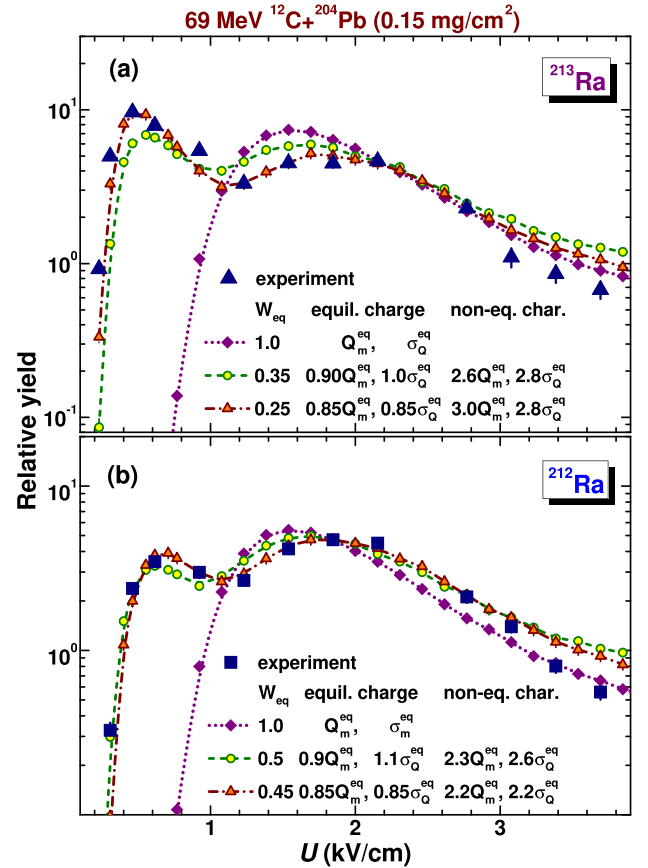 69 MeV ¹²C+²⁰⁴Pb (0.15 mg/cm²)
(a)
²¹³Ra
10¹
10⁰
10⁻¹
experiment
W_eq equil. charge non-eq. char.
1.0 Q_m^eq, σ_Q^eq
0.35 0.90Q_m^eq, 1.0σ_Q^eq 2.6Q_m^eq, 2.8σ_Q^eq
0.25 0.85Q_m^eq, 0.85σ_Q^eq 3.0Q_m^eq, 2.8σ_Q^eq
Relative yield
(b)
²¹²Ra
10¹
10⁰
experiment
W_eq equil. charge non-eq. char.
1.0 Q_m^eq, σ_m^eq
0.5 0.9Q_m^eq, 1.1σ_Q^eq 2.3Q_m^eq, 2.6σ_Q^eq
0.45 0.85Q_m^eq, 0.85σ_Q^eq 2.2Q_m^eq, 2.2σ_Q^eq
1 2 3
U (kV/cm)